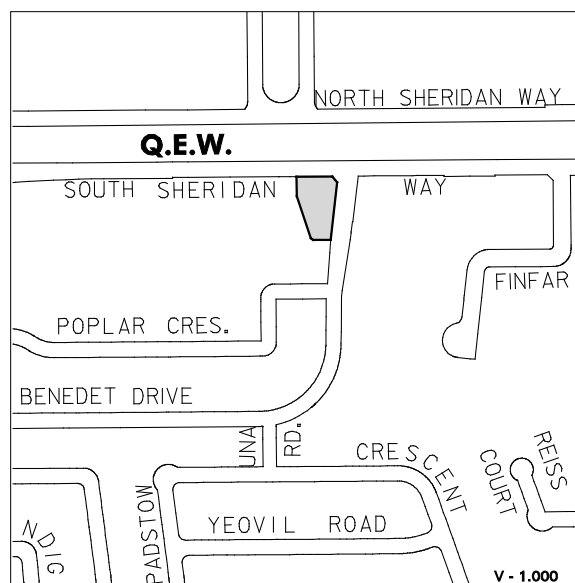 NORTH SHERIDAN WAY
Q.E.W.
SOUTH SHERIDAN WAY
FINFAR
POPLAR CRES.
BENEDET DRIVE
UNA RD.
CRESCENT
REISS
COURT
PADSTOW
YEOVIL ROAD
NDIG
V - 1.000